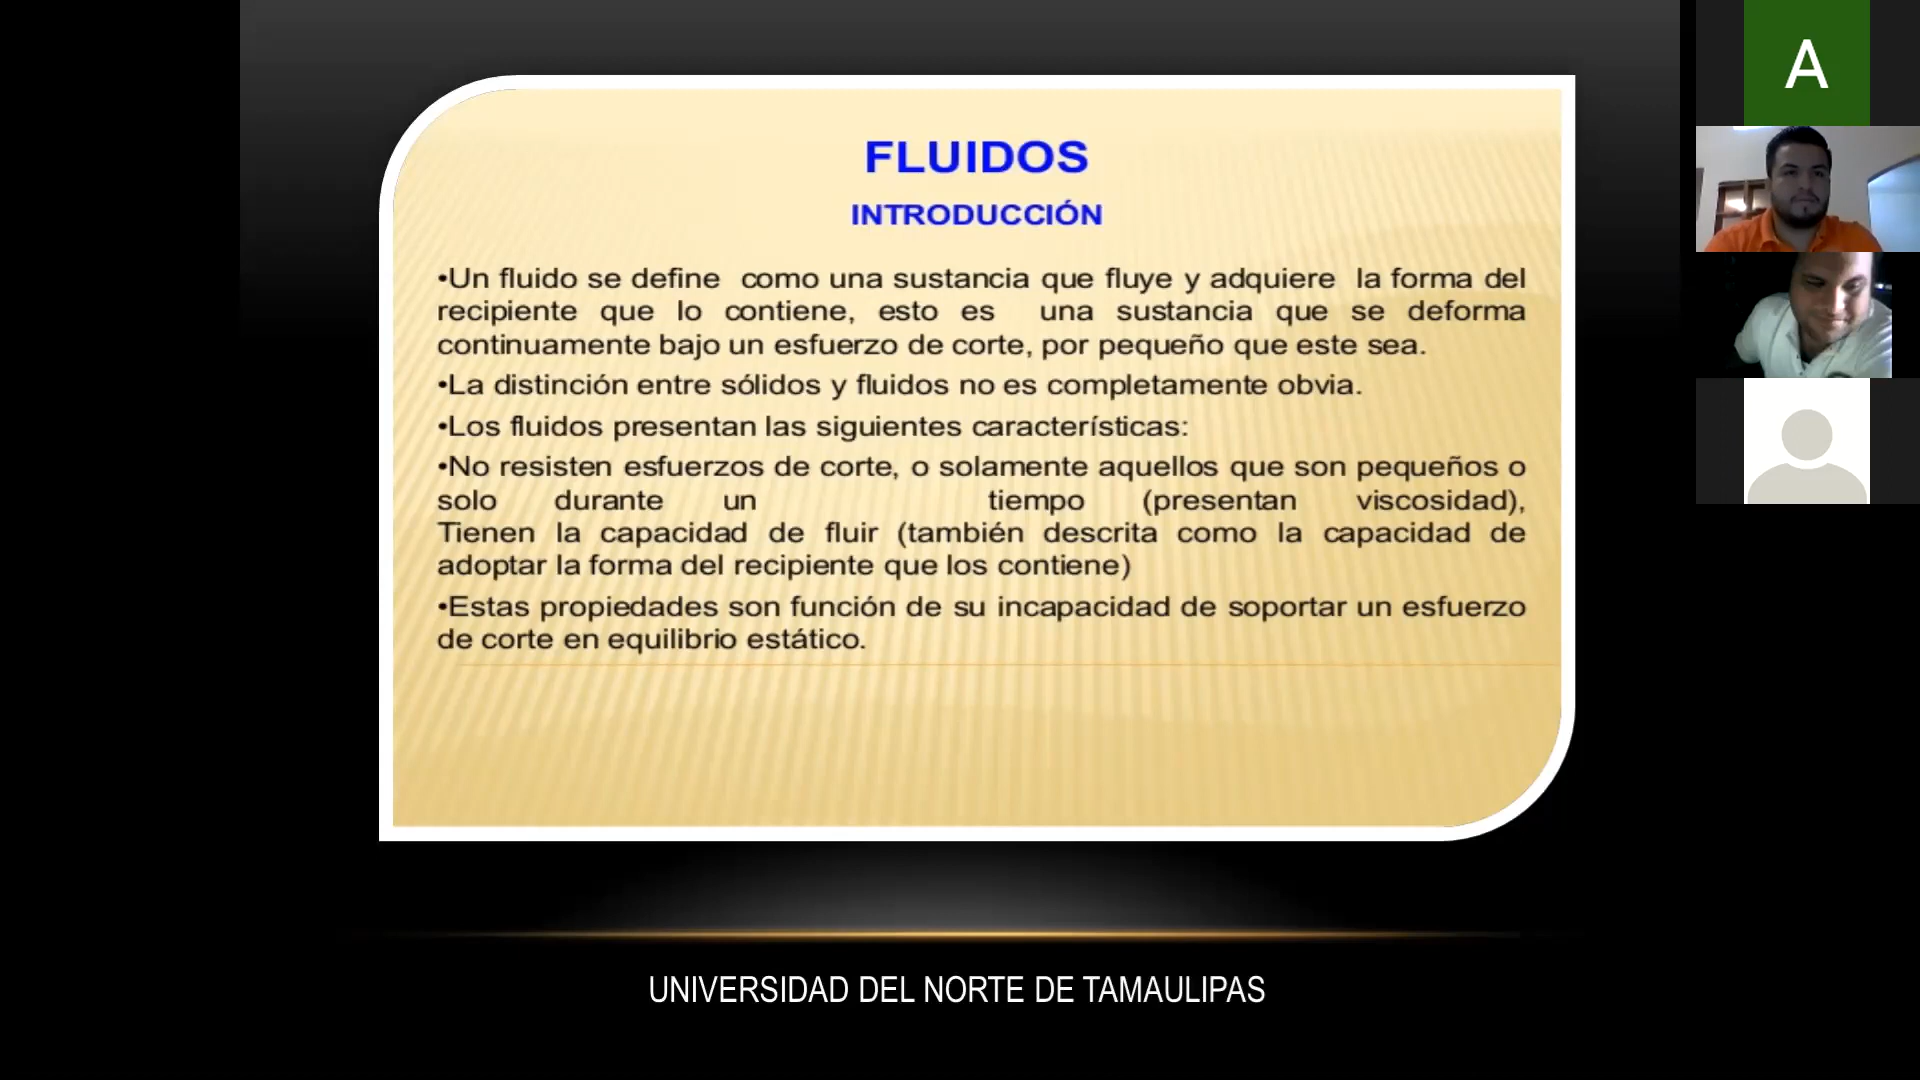 FLUIDOS
INTRODUCCIÓN
•Un fluido se define como una sustancia que fluye y adquiere la forma del
recipiente que lo contiene, esto es una sustancia que se deforma
continuamente bajo un esfuerzo de corte, por pequeño que este sea.
•La distinción entre sólidos y fluidos no es completamente obvia.
•Los fluidos presentan las siguientes características:
•No resisten esfuerzos de corte, o solamente aquellos que son pequeños o
solo durante un tiempo (presentan viscosidad),
Tienen la capacidad de fluir (también descrita como la capacidad de
adoptar la forma del recipiente que los contiene)
•Estas propiedades son función de su incapacidad de soportar un esfuerzo
de corte en equilibrio estático.
UNIVERSIDAD DEL NORTE DE TAMAULIPAS
A